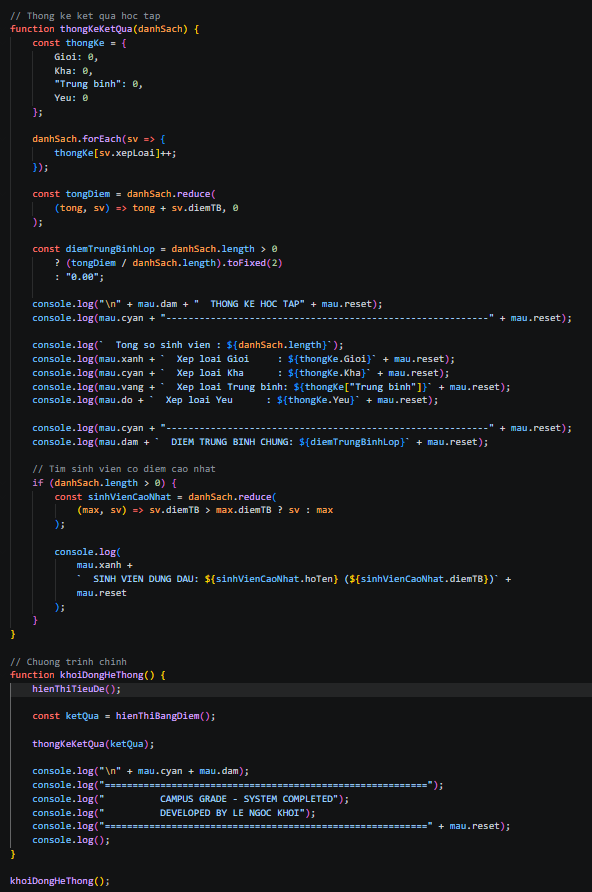 // Thong ke ket qua hoc tap
function thongKeKetQua(danhSach) {
    const thongKe = {
        Gioi: 0,
        Kha: 0,
        "Trung binh": 0,
        Yeu: 0
    };

    danhSach.forEach(sv => {
        thongKe[sv.xepLoai]++;
    });

    const tongDiem = danhSach.reduce(
        (tong, sv) => tong + sv.diemTB, 0
    );

    const diemTrungBinhLop = danhSach.length > 0
        ? (tongDiem / danhSach.length).toFixed(2)
        : "0.00";

    console.log("\n" + mau.dam + "  THONG KE HOC TAP" + mau.reset);
    console.log(mau.cyan + "----------------------------------------------------------" + mau.reset);

    console.log(`  Tong so sinh vien : ${danhSach.length}`);
    console.log(mau.xanh + `  Xep loai Gioi     : ${thongKe.Gioi}` + mau.reset);
    console.log(mau.cyan + `  Xep loai Kha      : ${thongKe.Kha}` + mau.reset);
    console.log(mau.vang + `  Xep loai Trung binh: ${thongKe["Trung binh"]}` + mau.reset);
    console.log(mau.do + `  Xep loai Yeu      : ${thongKe.Yeu}` + mau.reset);

    console.log(mau.cyan + "----------------------------------------------------------" + mau.reset);
    console.log(mau.dam + `  DIEM TRUNG BINH CHUNG: ${diemTrungBinhLop}` + mau.reset);

    // Tim sinh vien co diem cao nhat
    if (danhSach.length > 0) {
        const sinhVienCaoNhat = danhSach.reduce(
            (max, sv) => sv.diemTB > max.diemTB ? sv : max
        );

        console.log(
            mau.xanh +
            `  SINH VIEN DUNG DAU: ${sinhVienCaoNhat.hoTen} (${sinhVienCaoNhat.diemTB})` +
            mau.reset
        );
    }
}

// Chuong trinh chinh
function khoiDongHeThong() {
    hienThiTieuDe();

    const ketQua = hienThiBangDiem();

    thongKeKetQua(ketQua);

    console.log("\n" + mau.cyan + mau.dam);
    console.log("==========================================================");
    console.log("          CAMPUS GRADE - SYSTEM COMPLETED");
    console.log("          DEVELOPED BY LE NGOC KHOI");
    console.log("==========================================================" + mau.reset);
    console.log();
}

khoiDongHeThong();